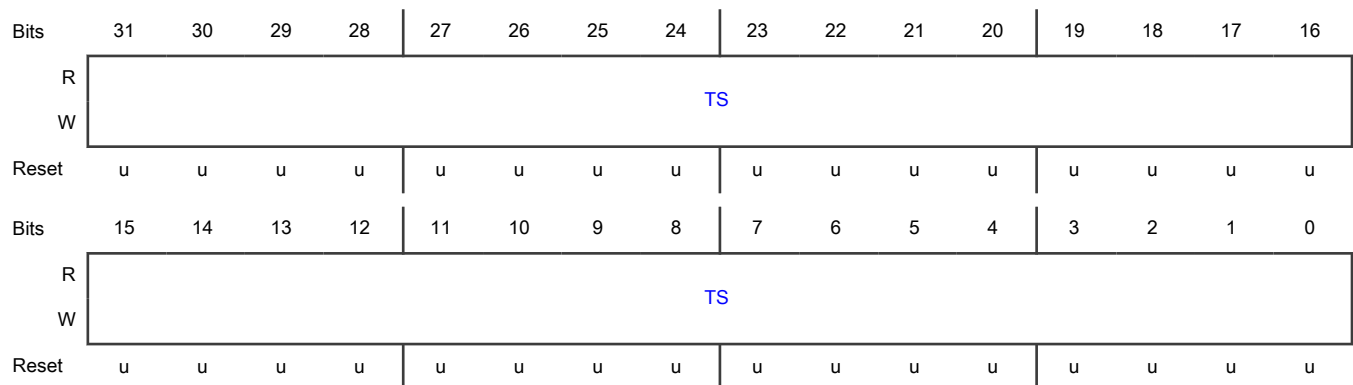 Bits 31 30 29 28 27 26 25 24 23 22 21 20 19 18 17 16
R
TS
W
Reset u u u u u u u u u u u u u u u u
Bits 15 14 13 12 11 10 9 8 7 6 5 4 3 2 1 0
R
TS
W
Reset u u u u u u u u u u u u u u u u